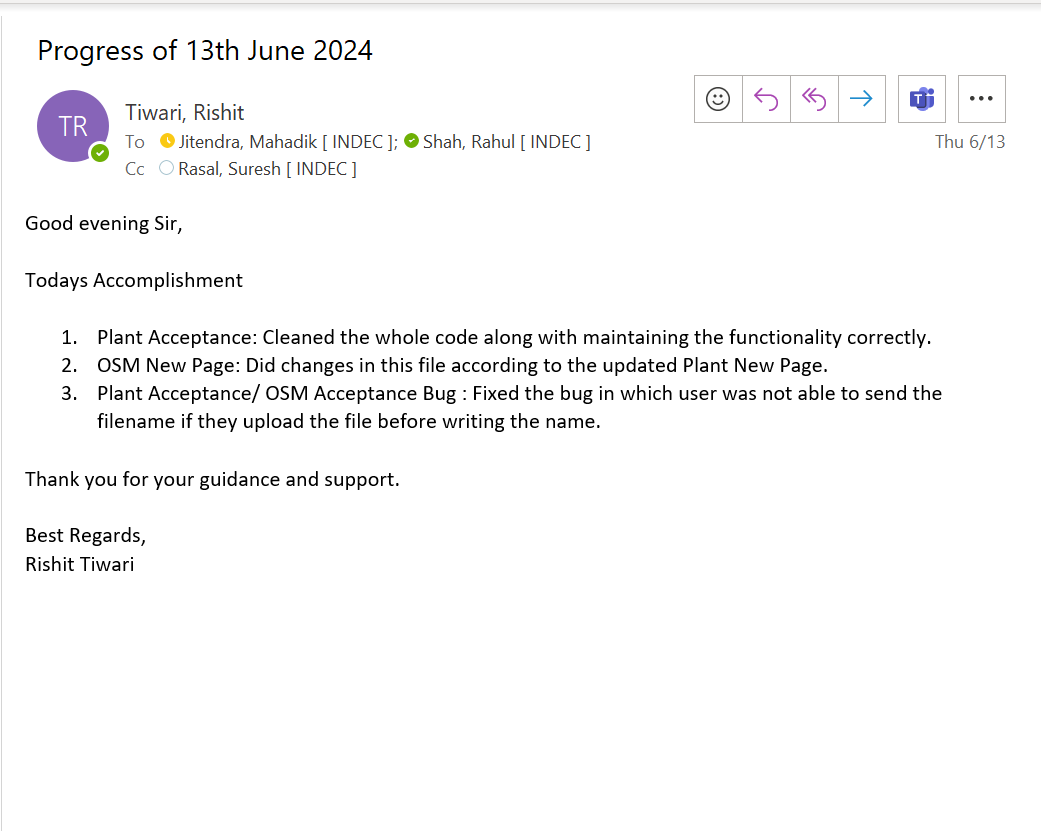 Progress of 13th June 2024
TR
Tiwari, Rishit
To Jitendra, Mahadik [ INDEC ]; Shah, Rahul [ INDEC ]
Thu 6/13
Cc Rasal, Suresh [ INDEC ]
Good evening Sir,
Todays Accomplishment
1. Plant Acceptance: Cleaned the whole code along with maintaining the functionality correctly.
2. OSM New Page: Did changes in this file according to the updated Plant New Page.
3. Plant Acceptance/ OSM Acceptance Bug : Fixed the bug in which user was not able to send the
filename if they upload the file before writing the name.
Thank you for your guidance and support.
Best Regards,
Rishit Tiwari